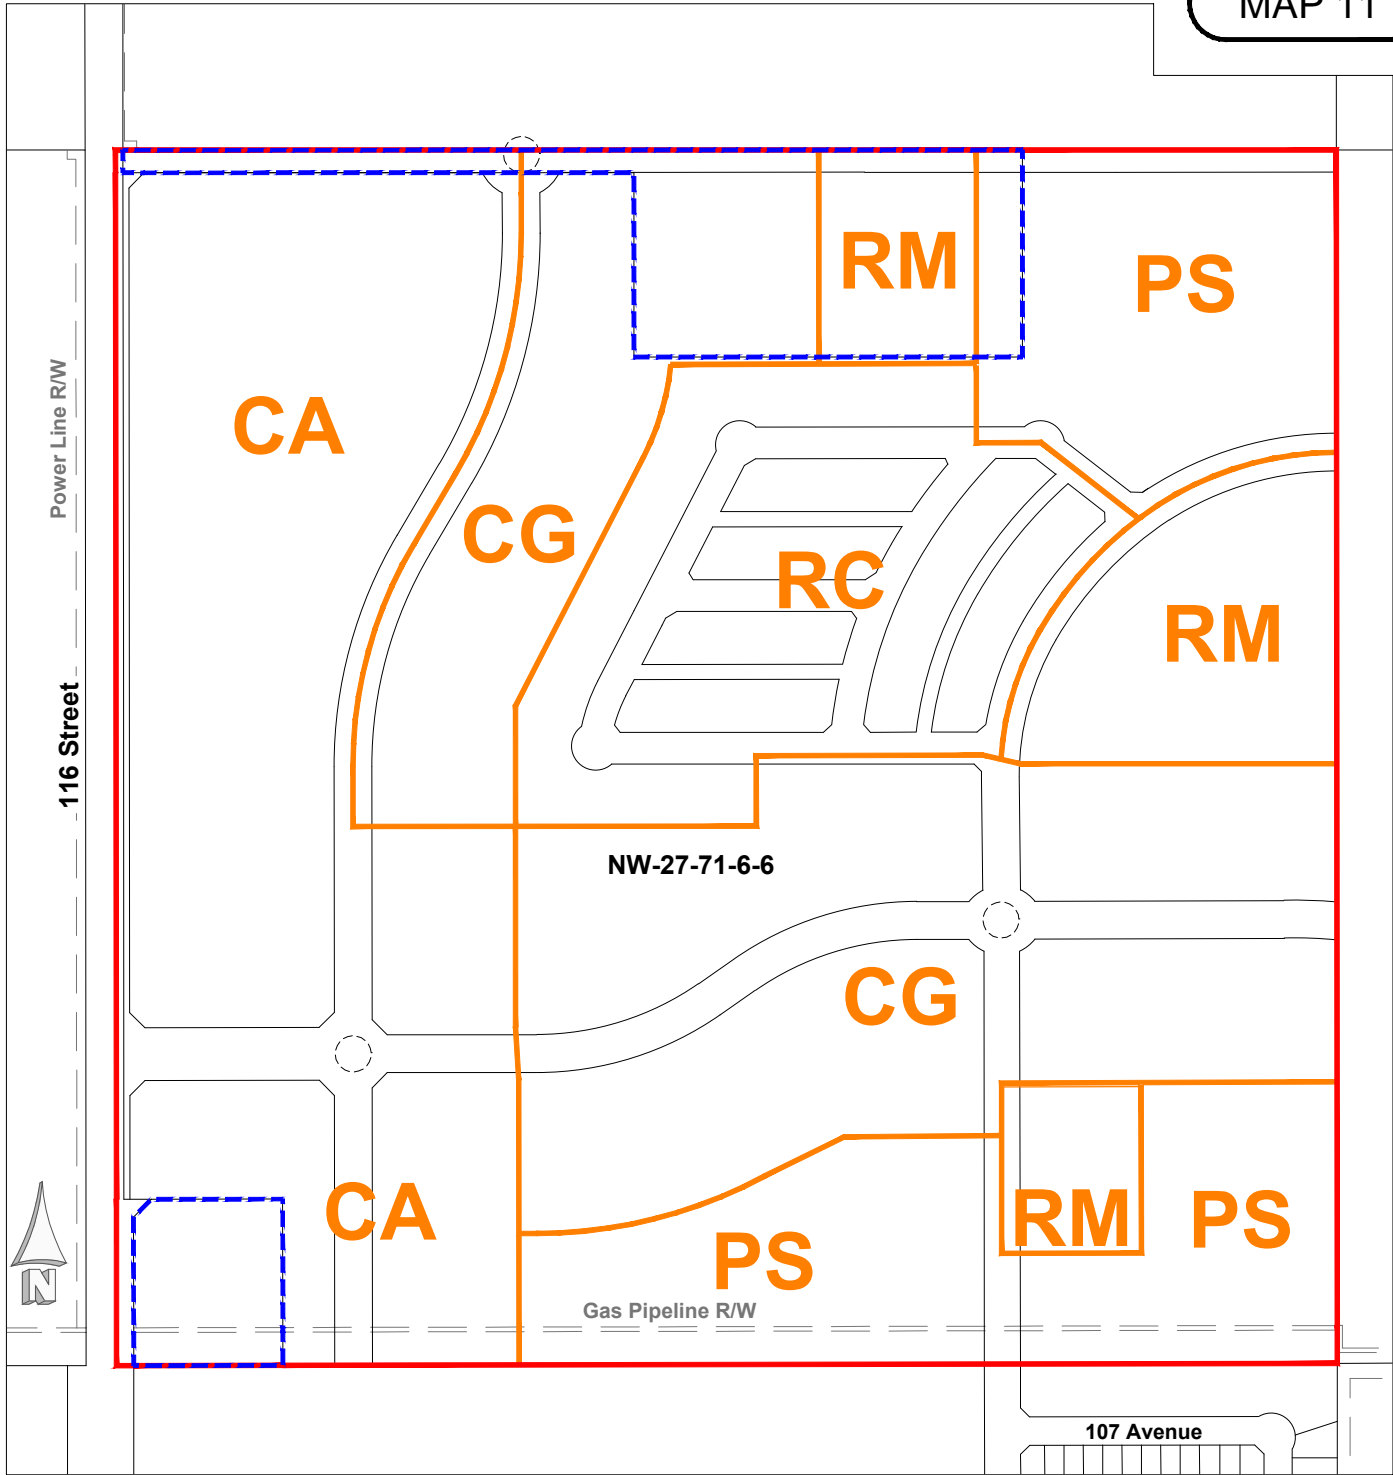 MAP 11
RM
PS
CA
Power Line R/W
CG
RC
RM
116 Street
NW-27-71-6-6
CG
CA
RM
PS
PS
N
Gas Pipeline R/W
107 Avenue